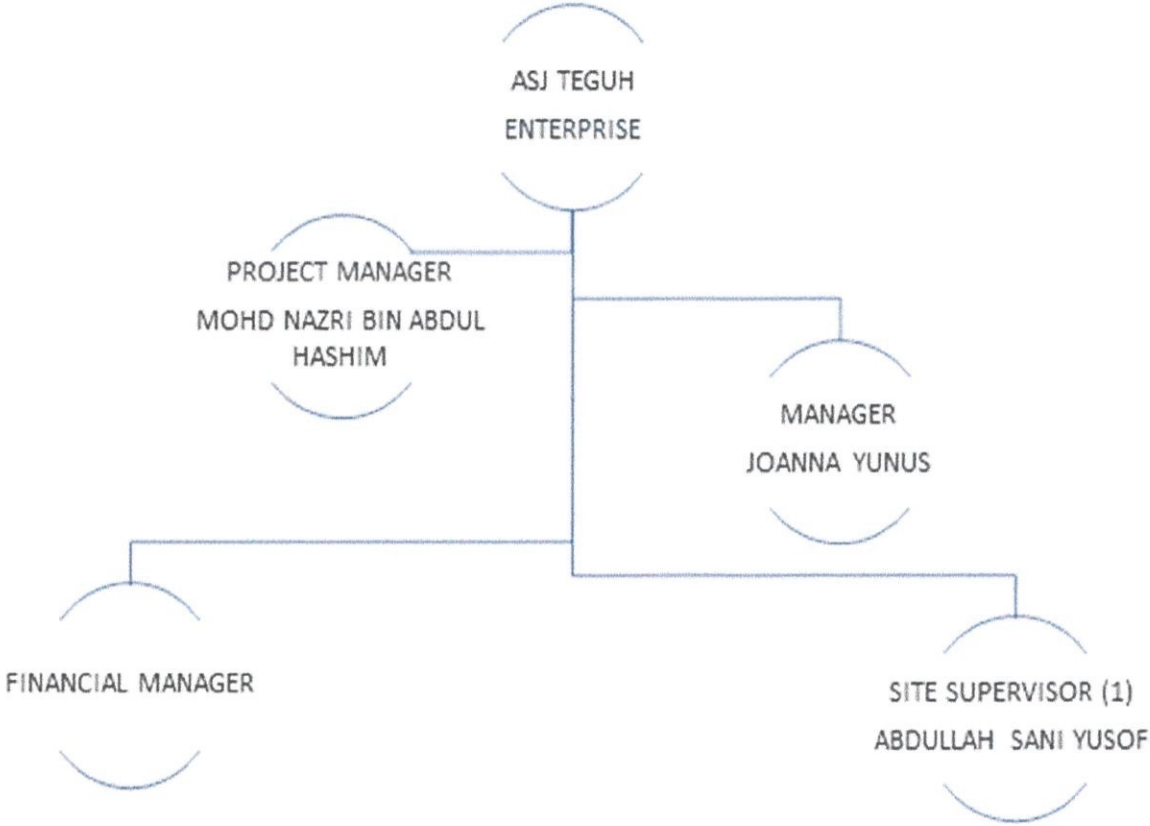 ASJ TEGUH
ENTERPRISE
PROJECT MANAGER
MOHD NAZRI BIN ABDUL
HASHIM
MANAGER
JOANNA YUNUS
FINANCIAL MANAGER
SITE SUPERVISOR (1)
ABDULLAH SANI YUSOF